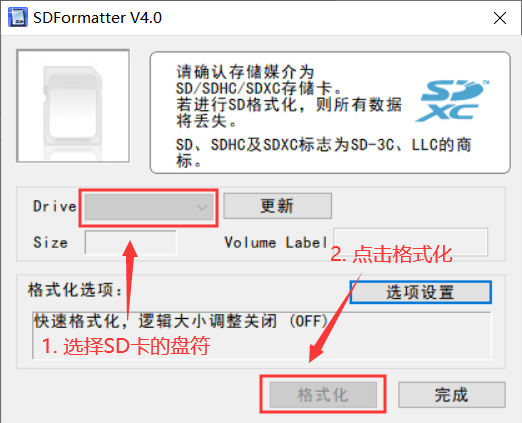 SDFormatter V4.0
请确认存储媒介为
SD/SDHC/SDXC存储卡。
若进行SD格式化，则所有数据
将丢失。
SD、SDHC及SDXC标志为SD-3C、LLC的商
标。
SD
XC
TM
Drive
更新
Size
Volume Label
2. 点击格式化
格式化选项：
选项设置
快速格式化，逻辑大小调整关闭 (OFF)
1. 选择SD卡的盘符
格式化
完成